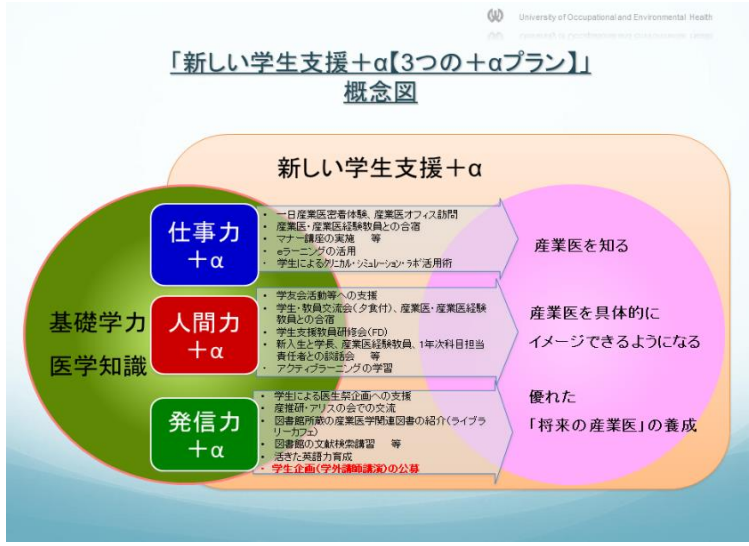 University of Occupational and Environmental Health
「新しい学生支援＋α【3つの＋αプラン】」
概念図
新しい学生支援＋α
基礎学力
医学知識
仕事力
＋α
・ 一日産業医密着体験、産業医オフィス訪問
・ 産業医・産業医経験教員との合宿
・ マナー講座の実施　等
・ eラーニングの活用
・ 学生によるクリニカル・シミュレーション・ラボ活用術
人間力
＋α
・ 学友会活動等への支援
・ 学生・教員交流会(夕食付)、産業医・産業医経験
教員との合宿
・ 学生支援教員研修会(FD)
・ 新入生と学長、産業医経験教員、1年次科目担当
責任者との談話会　等
・ アクティブラーニングの学習
発信力
＋α
・ 学生による医生祭企画への支援
・ 産推研・アリスの会での交流
・ 図書館所蔵の産業医学関連図書の紹介(ライブラ
リーカフェ)
・ 図書館の文献検索講習　等
・ 活きた英語力育成
・ 学生企画(学外講師講演)の公募
産業医を知る
産業医を具体的に
イメージできるようになる
優れた
「将来の産業医」の養成